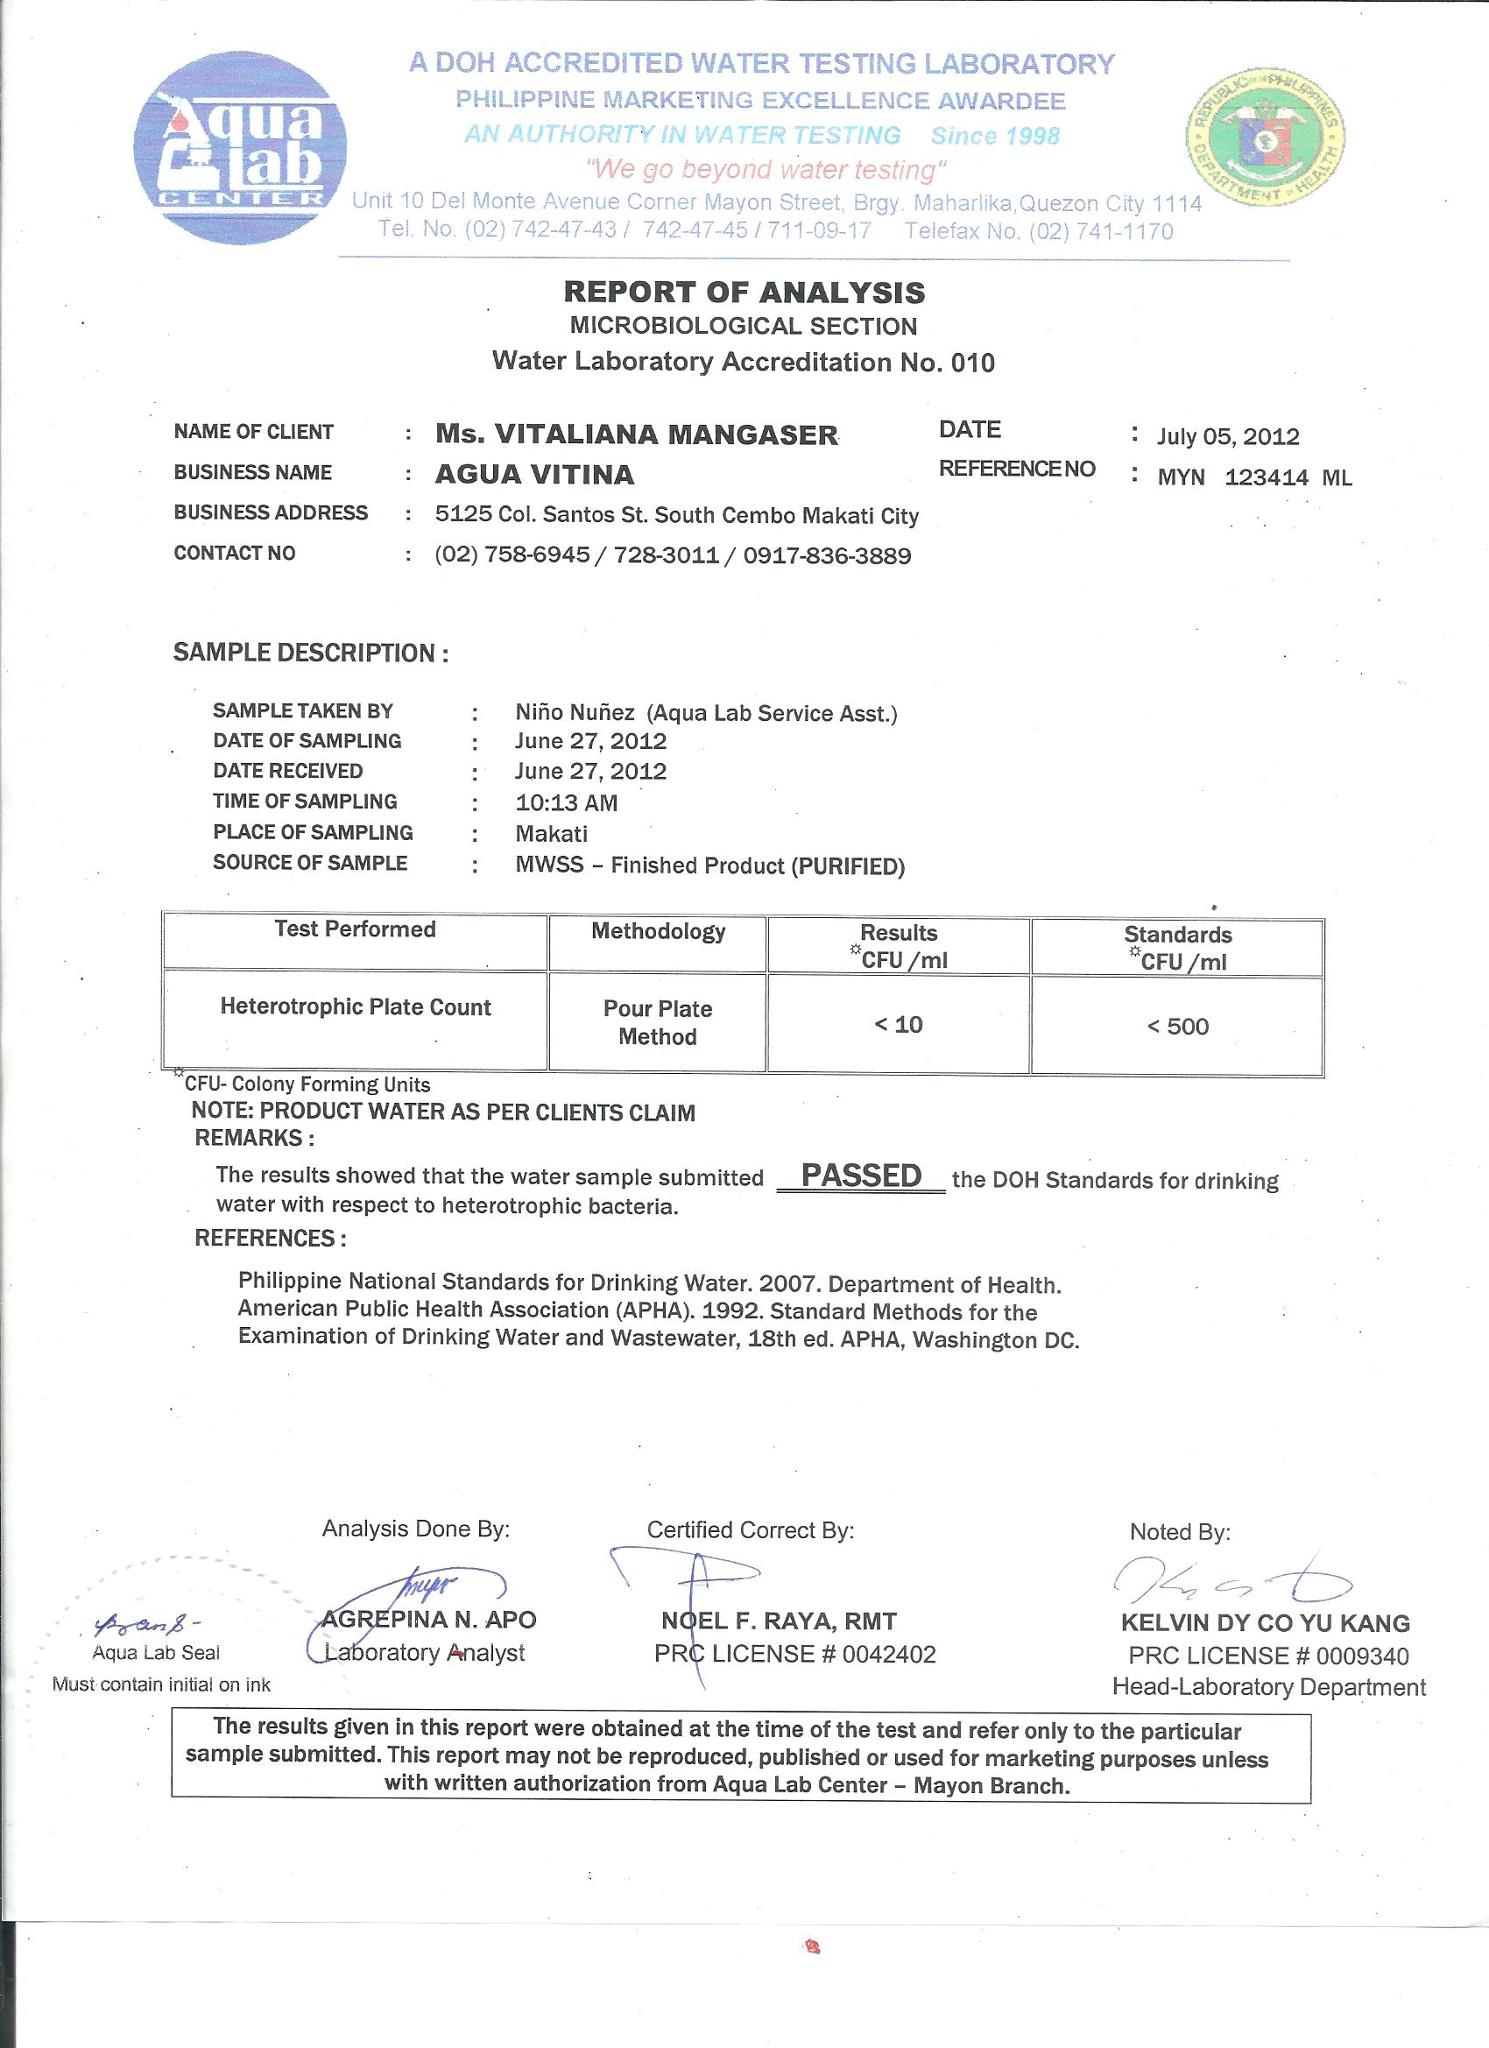 Aqua
Lab
CENTER
A DOH ACCREDITED WATER TESTING LABORATORY
PHILIPPINE MARKETING EXCELLENCE AWARDEE
AN AUTHORITY IN WATER TESTING Since 1998
"We go beyond water testing"
Unit 10 Del Monte Avenue Corner Mayon Street, Brgy. Maharlika,Quezon City 1114
Tel. No. (02) 742-47-43 / 742-47-45 / 711-09-17 Telefax No. (02) 741-1170
REPUBLIC PHILIPPINES
DEPARTMENT HEALTH
REPORT OF ANALYSIS
MICROBIOLOGICAL SECTION
Water Laboratory Accreditation No. 010
NAME OF CLIENT : Ms. VITALIANA MANGASER DATE : July 05, 2012
BUSINESS NAME : AGUA VITINA REFERENCE NO : MYN 123414 ML
BUSINESS ADDRESS : 5125 Col. Santos St. South Cembo Makati City
CONTACT NO : (02) 758-6945 / 728-3011 / 0917-836-3889
SAMPLE DESCRIPTION :
SAMPLE TAKEN BY : Niño Nuñez (Aqua Lab Service Asst.)
DATE OF SAMPLING : June 27, 2012
DATE RECEIVED : June 27, 2012
TIME OF SAMPLING : 10:13 AM
PLACE OF SAMPLING : Makati
SOURCE OF SAMPLE : MWSS – Finished Product (PURIFIED)
Test Performed Methodology Results Standards
*CFU /ml *CFU /ml
Heterotrophic Plate Count Pour Plate < 10 < 500
Method
*CFU- Colony Forming Units
NOTE: PRODUCT WATER AS PER CLIENTS CLAIM
REMARKS :
The results showed that the water sample submitted PASSED the DOH Standards for drinking
water with respect to heterotrophic bacteria.
REFERENCES :
Philippine National Standards for Drinking Water. 2007. Department of Health.
American Public Health Association (APHA). 1992. Standard Methods for the
Examination of Drinking Water and Wastewater, 18th ed. APHA, Washington DC.
Analysis Done By: Certified Correct By: Noted By:
AGREPINA N. APO NOEL F. RAYA, RMT KELVIN DY CO YU KANG
Aqua Lab Seal Laboratory Analyst PRC LICENSE # 0042402 PRC LICENSE # 0009340
Must contain initial on ink Head-Laboratory Department
The results given in this report were obtained at the time of the test and refer only to the particular
sample submitted. This report may not be reproduced, published or used for marketing purposes unless
with written authorization from Aqua Lab Center – Mayon Branch.